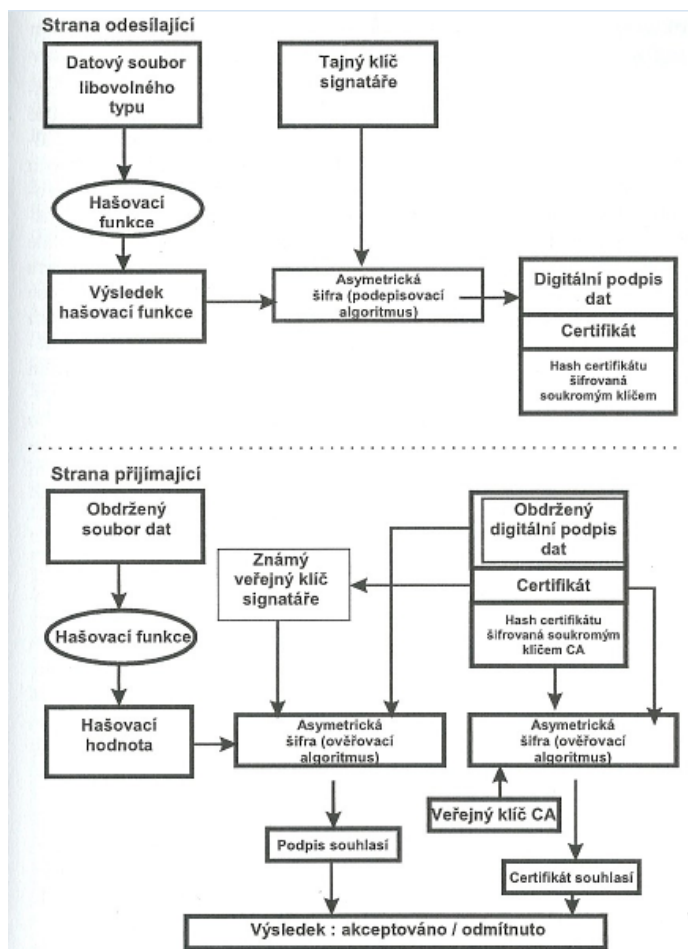 Strana odesílající
Datový soubor
libovolného
typu
Tajný klíč
signatáře
Hašovací
funkce
Výsledek
hašovací funkce
Asymetrická
šifra (podepisovací
algoritmus)
Digitální podpis
dat
Certifikát
Hash certifikátu
šifrovaná
soukromým klíčem
Strana přijímající
Obdržený
soubor dat
Známý
veřejný klíč
signatáře
Obdržený
digitální podpis
dat
Certifikát
Hash certifikátu
šifrovaná soukromým
klíčem CA
Hašovací funkce
Hašovací
hodnota
Asymetrická
šifra (ověřovací
algoritmus)
Asymetrická
šifra (ověřovací
algoritmus)
Veřejný klíč CA
Podpis souhlasí
Certifikát souhlasí
Výsledek : akceptováno / odmítnuto